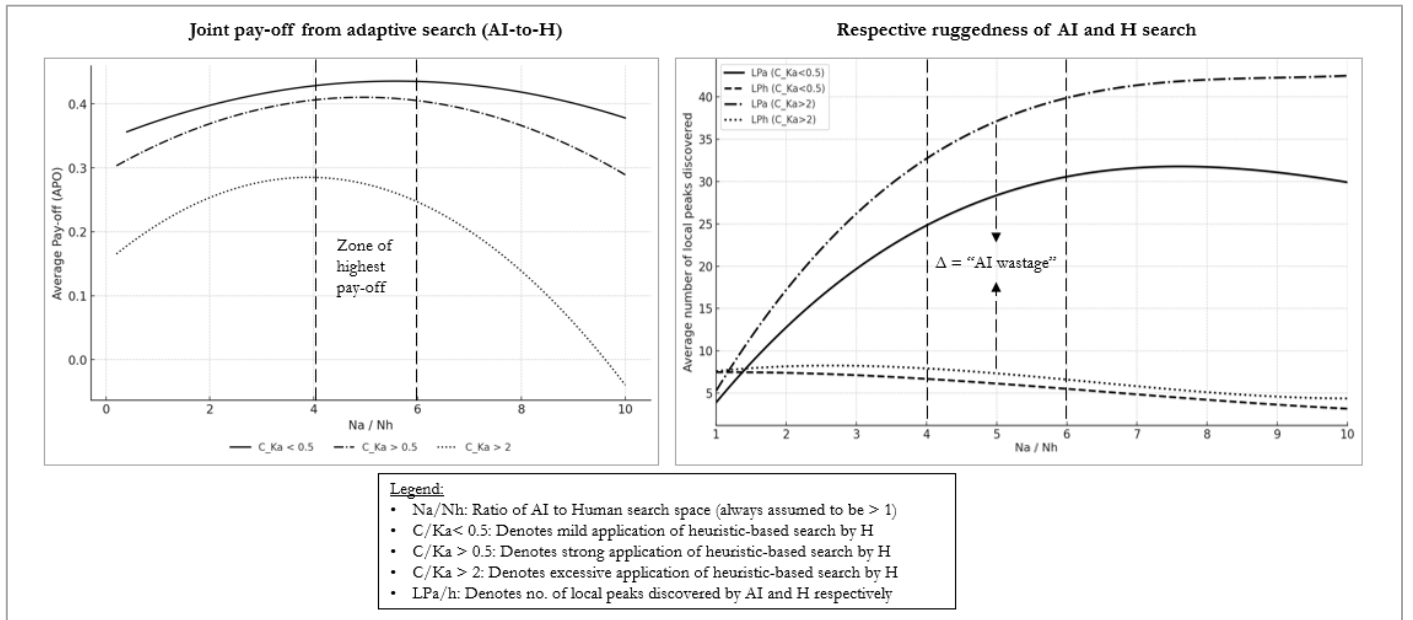 Joint pay-off from adaptive search (AI-to-H)
Average Pay-off (APO)
0.4
0.3
0.2
0.1
0.0
Zone of
highest
pay-off
0
2
4
6
8
10
Na / Nh
C_Ka < 0.5
C_Ka > 0.5
C_Ka > 2
Respective ruggedness of AI and H search
LPa (C_Ka<0.5)
LPh (C_Ka<0.5)
LPa (C_Ka>2)
LPh (C_Ka>2)
Average number of local peaks discovered
40
35
30
25
20
15
10
5
Δ = “AI wastage”
1
2
3
4
5
6
7
8
9
10
Na / Nh
Legend:
• Na/Nh: Ratio of AI to Human search space (always assumed to be > 1)
• C/Ka< 0.5: Denotes mild application of heuristic-based search by H
• C/Ka > 0.5: Denotes strong application of heuristic-based search by H
• C/Ka > 2: Denotes excessive application of heuristic-based search by H
• LPa/h: Denotes no. of local peaks discovered by AI and H respectively